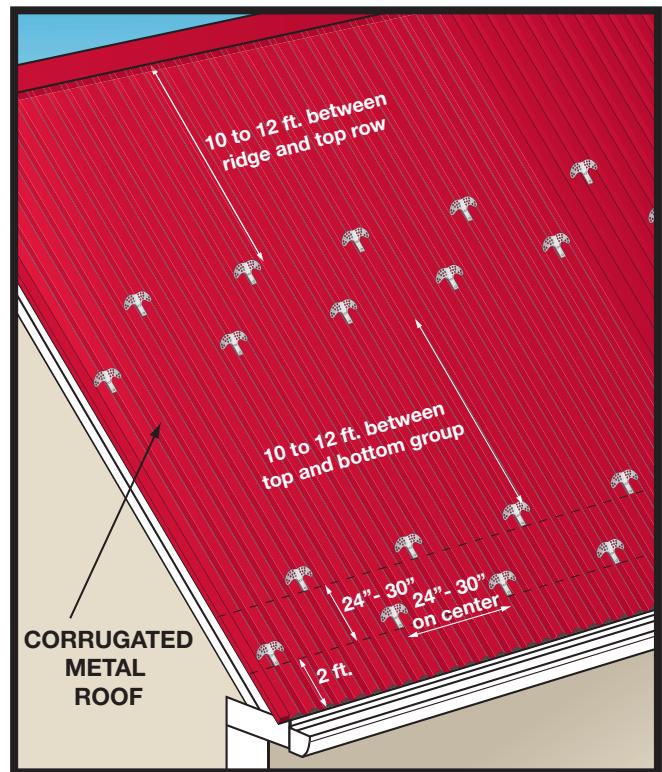 10 to 12 ft. between
ridge and top row
10 to 12 ft. between
top and bottom group
24”- 30”
24”- 30”
on center
2 ft.
CORRUGATED
METAL
ROOF